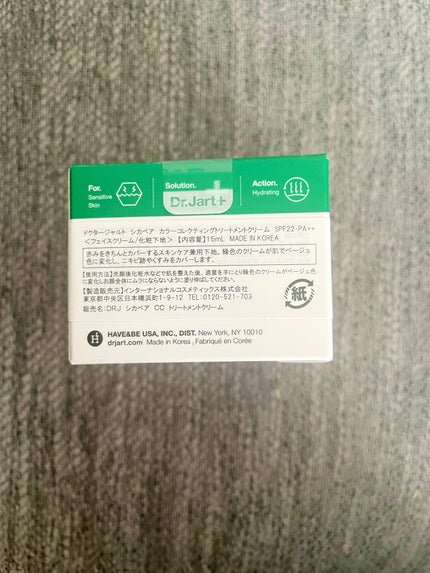 For.
Sensitive
Skin
Solution.
Dr.Jart+
Action.
Hydrating
ドクタージャルト シカペア カラーコレクティングトリートメントクリーム SPF22・PA++
＜フェイスクリーム/化粧下地＞【内容量】15mL MADE IN KOREA
赤みをきちんとカバーするスキンケア兼用下地。緑色のクリームが肌でベージュ
色に変化し、ニキビ跡やくすみをカバーします。
【使用方法】洗顔後化粧水などで肌を整えた後、適量を手にとり緑色のクリームがベージュ色
に変化しお顔全体にムラにならないように塗り伸ばしてください。
【製造販売元】インターナショナルコスメティックス株式会社
東京都中央区日本橋浜町1-9-12 TEL:0120-521-703
販売名:DRJ シカペア CC トリートメントクリーム
紙
H HAVE&BE USA, INC., DIST. New York, NY 10010
drjart.com Made in Korea , Fabriqué en Corée